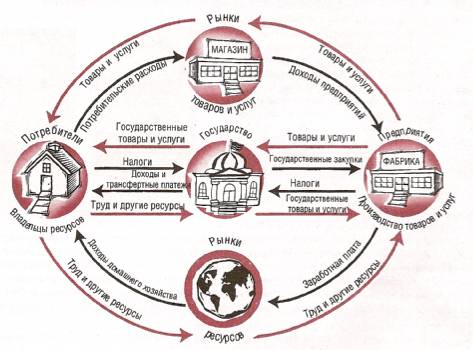 Рынки
МАГАЗИН
товаров и услуг
Товары и услуги
Потребительские расходы
Товары и услуги
Доходы предприятий
Потребители
Владельцы ресурсов
Государственные
товары и услуги
Налоги
Доходы и
трансфертные платежи
Труд и другие ресурсы
Государство
Товары и услуги
Государственные закупки
Налоги
Государственные
товары и услуги
Предприятия
ФАБРИКА
Производство товаров и услуг
Доходы домашнего хозяйства
Труд и другие ресурсы
Рынки
ресурсов
Заработная плата
Труд и другие ресурсы